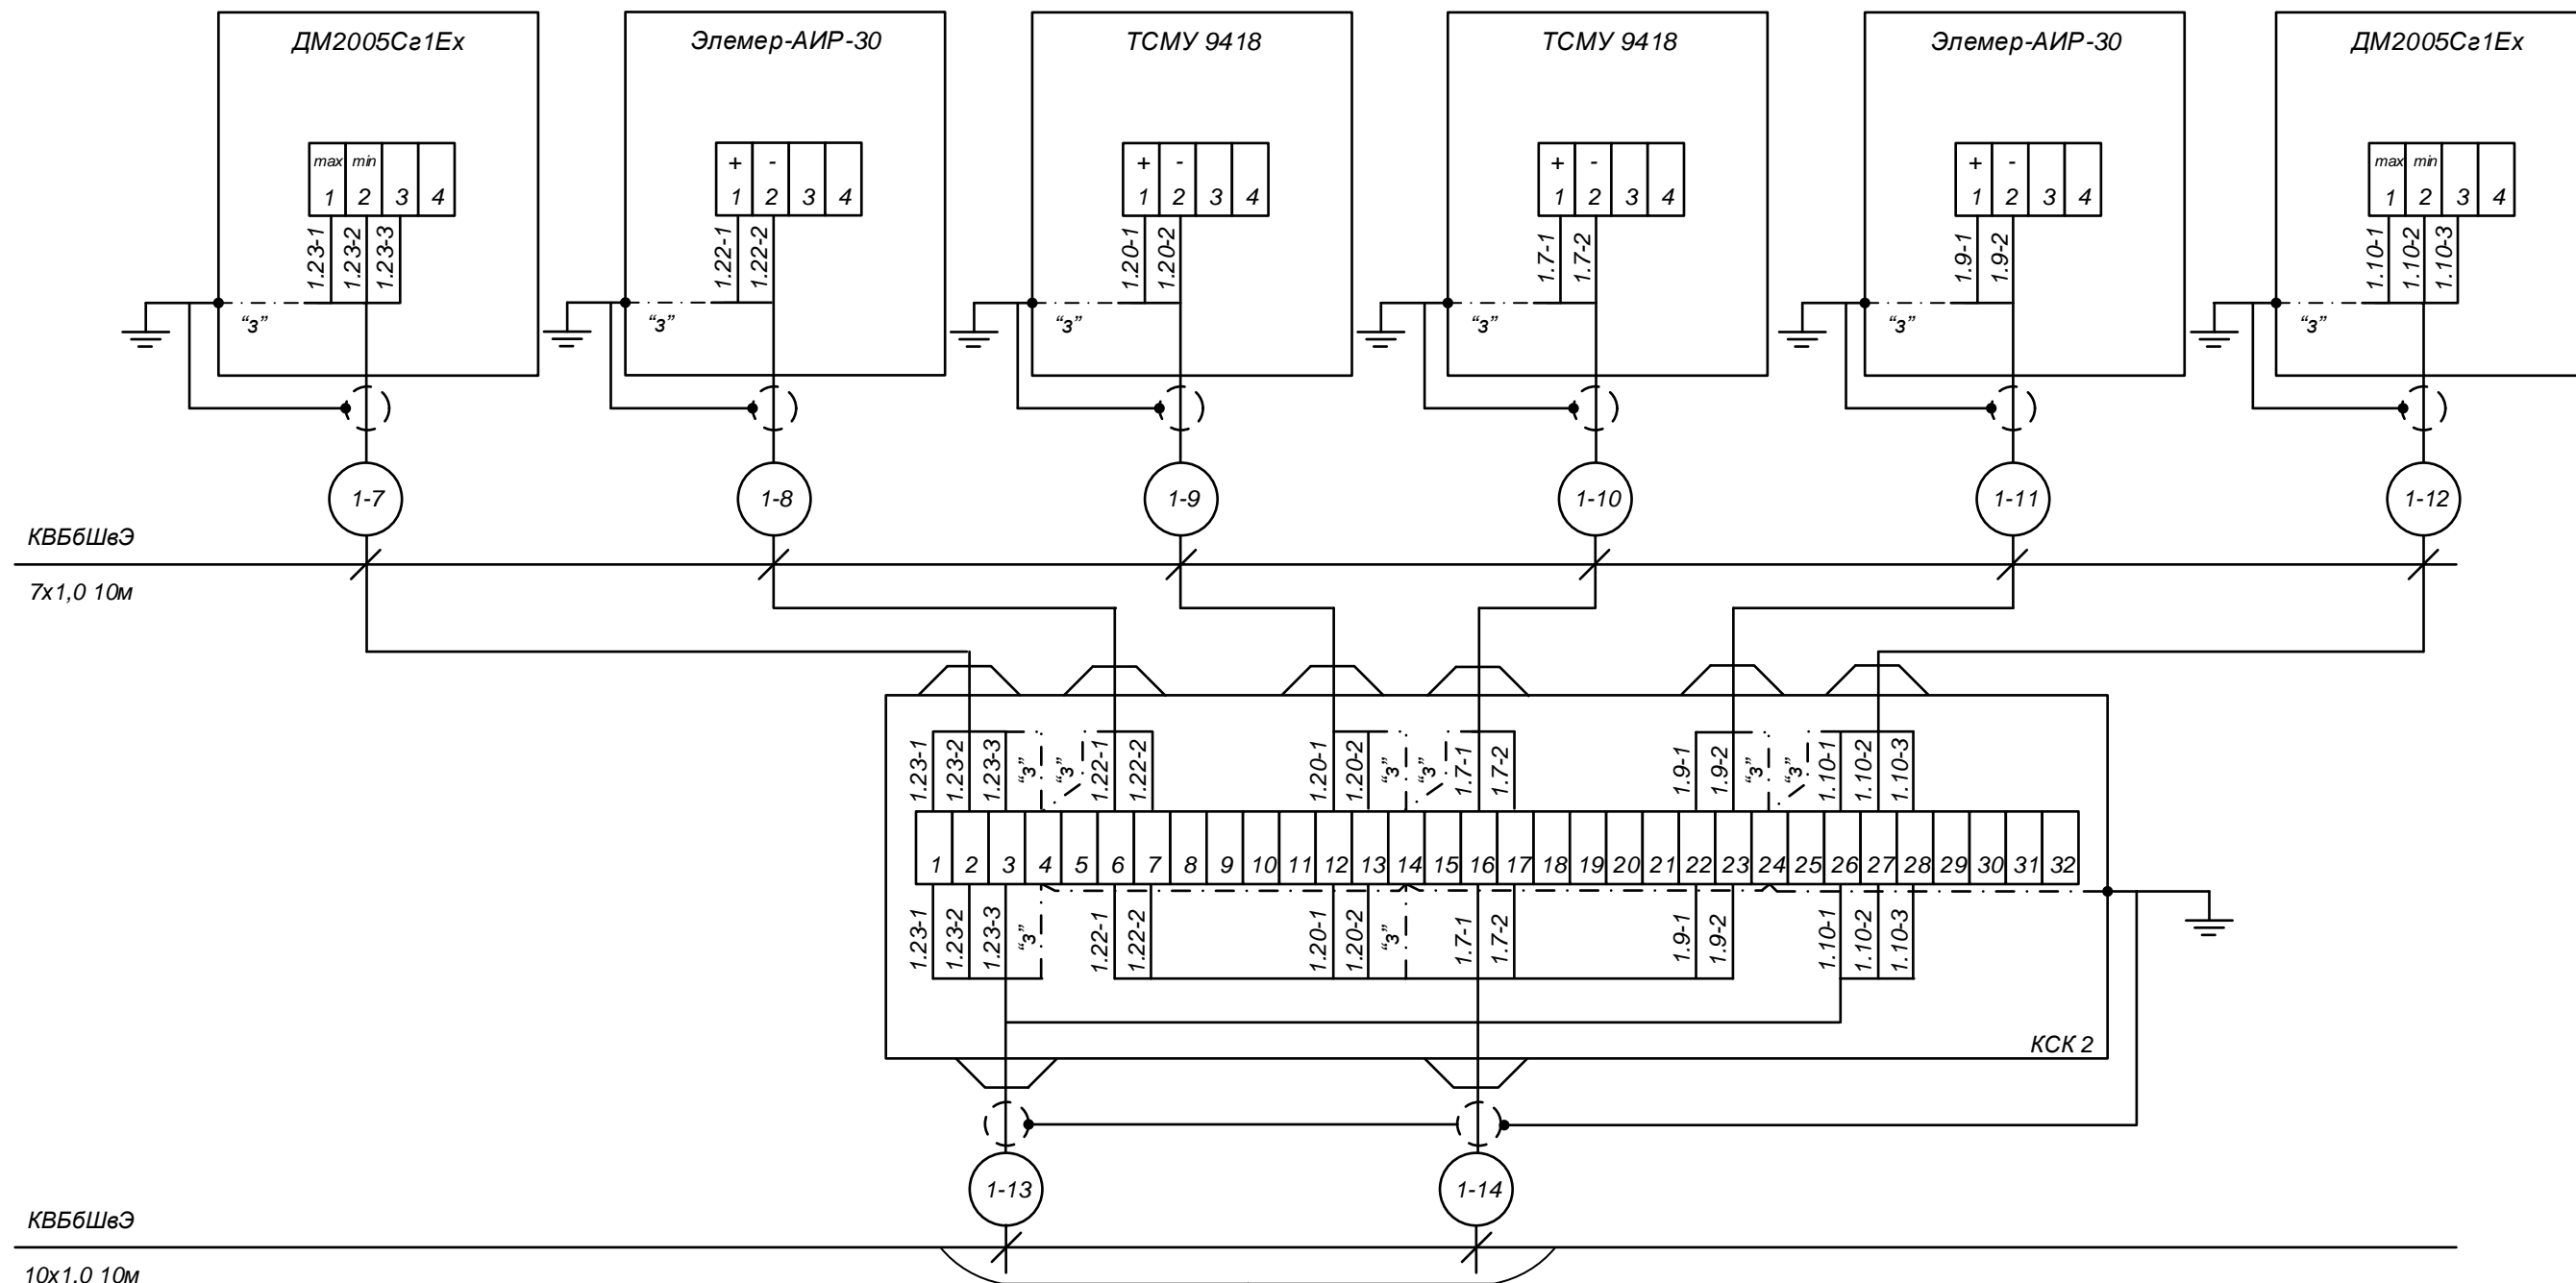 ДМ2005Сг1Ех Элемер-АИР-30 ТСМУ 9418 ТСМУ 9418 Элемер-АИР-30 ДМ2005Сг1Ех
max min + - + - + - + - max min
1 2 3 4 1 2 3 4 1 2 3 4 1 2 3 4 1 2 3 4 1 2 3 4
1.23-1 1.23-2 1.23-3 1.22-1 1.22-2 1.20-1 1.20-2 1.7-1 1.7-2 1.9-1 1.9-2 1.10-1 1.10-2 1.10-3
“з” “з” “з” “з” “з” “з”
1-7 1-8 1-9 1-10 1-11 1-12
КВБбШвЭ
7х1,0 10м
1.23-1 1.23-2 1.23-3 “з” “з” 1.22-1 1.22-2 1.20-1 1.20-2 “з” “з” 1.7-1 1.7-2 1.9-1 1.9-2 “з” “з” 1.10-1 1.10-2 1.10-3
1 2 3 4 5 6 7 8 9 10 11 12 13 14 15 16 17 18 19 20 21 22 23 24 25 26 27 28 29 30 31 32
1.23-1 1.23-2 1.23-3 “з” 1.22-1 1.22-2 1.20-1 1.20-2 “з” 1.7-1 1.7-2 1.9-1 1.9-2 1.10-1 1.10-2 1.10-3
КСК 2
1-13 1-14
КВБбШвЭ
10х1,0 10м